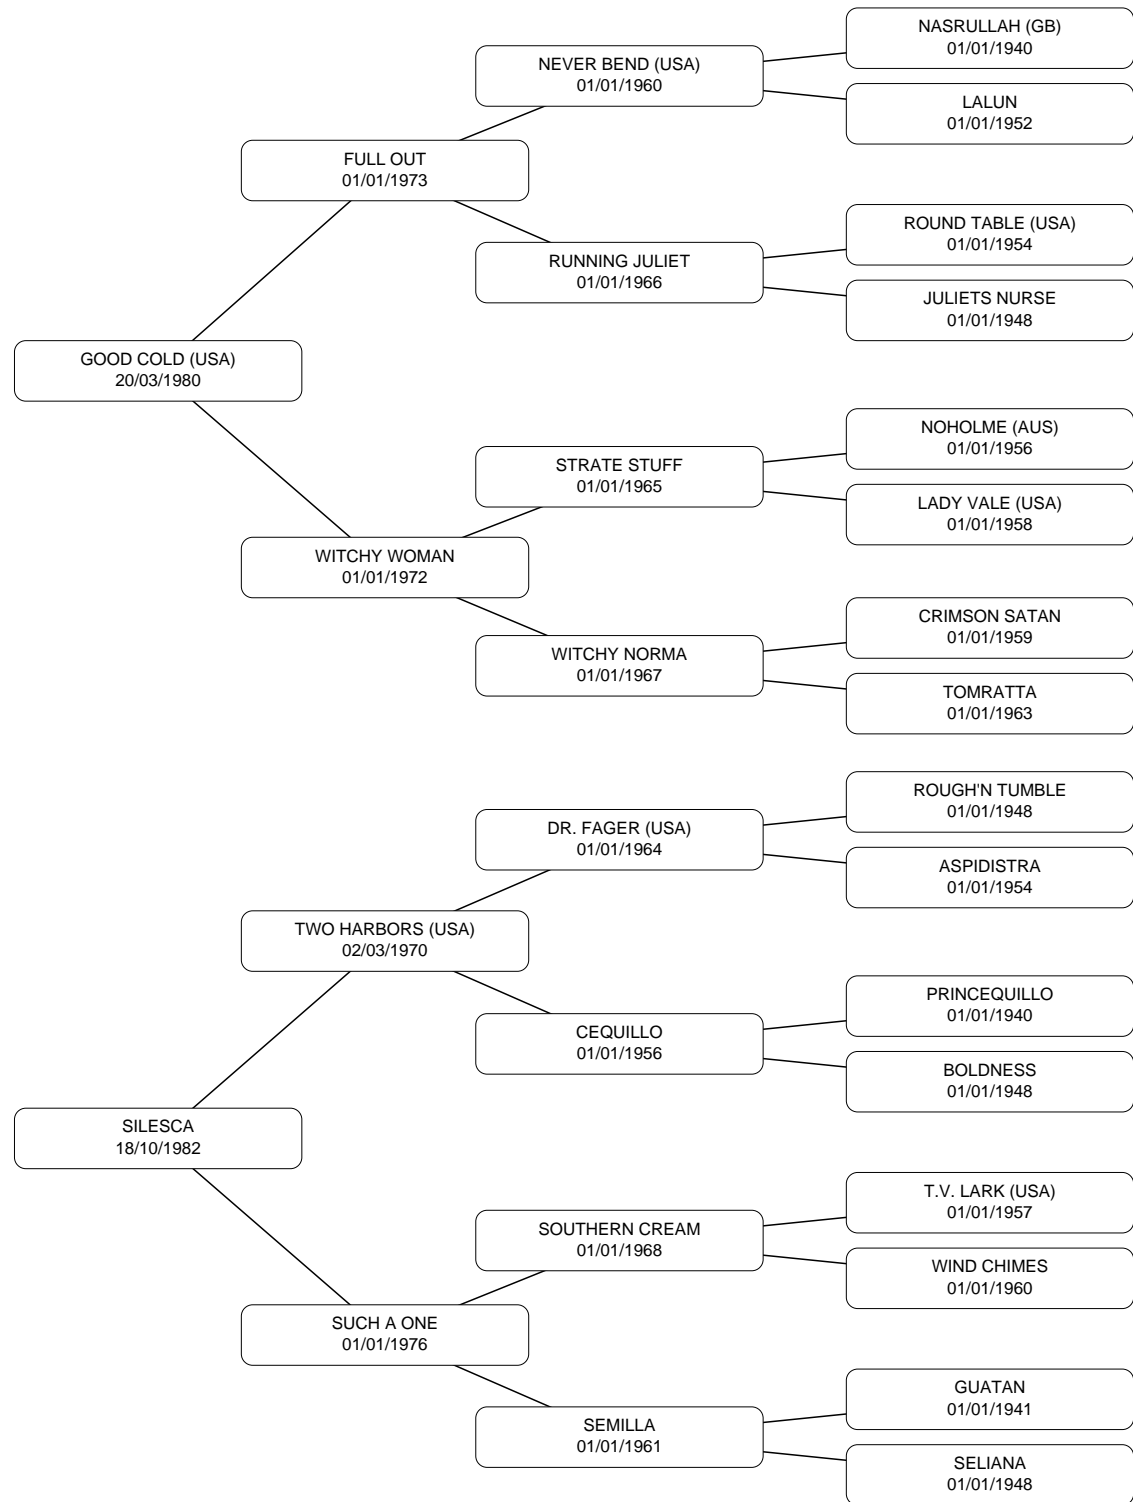 NASRULLAH (GB)
01/01/1940
NEVER BEND (USA)
01/01/1960
LALUN
01/01/1952
FULL OUT
01/01/1973
ROUND TABLE (USA)
01/01/1954
RUNNING JULIET
01/01/1966
JULIETS NURSE
01/01/1948
GOOD COLD (USA)
20/03/1980
NOHOLME (AUS)
01/01/1956
STRATE STUFF
01/01/1965
LADY VALE (USA)
01/01/1958
WITCHY WOMAN
01/01/1972
CRIMSON SATAN
01/01/1959
WITCHY NORMA
01/01/1967
TOMRATTA
01/01/1963
ROUGH'N TUMBLE
01/01/1948
DR. FAGER (USA)
01/01/1964
ASPIDISTRA
01/01/1954
TWO HARBORS (USA)
02/03/1970
PRINCEQUILLO
01/01/1940
CEQUILLO
01/01/1956
BOLDNESS
01/01/1948
SILESCA
18/10/1982
T.V. LARK (USA)
01/01/1957
SOUTHERN CREAM
01/01/1968
WIND CHIMES
01/01/1960
SUCH A ONE
01/01/1976
GUATAN
01/01/1941
SEMILLA
01/01/1961
SELIANA
01/01/1948